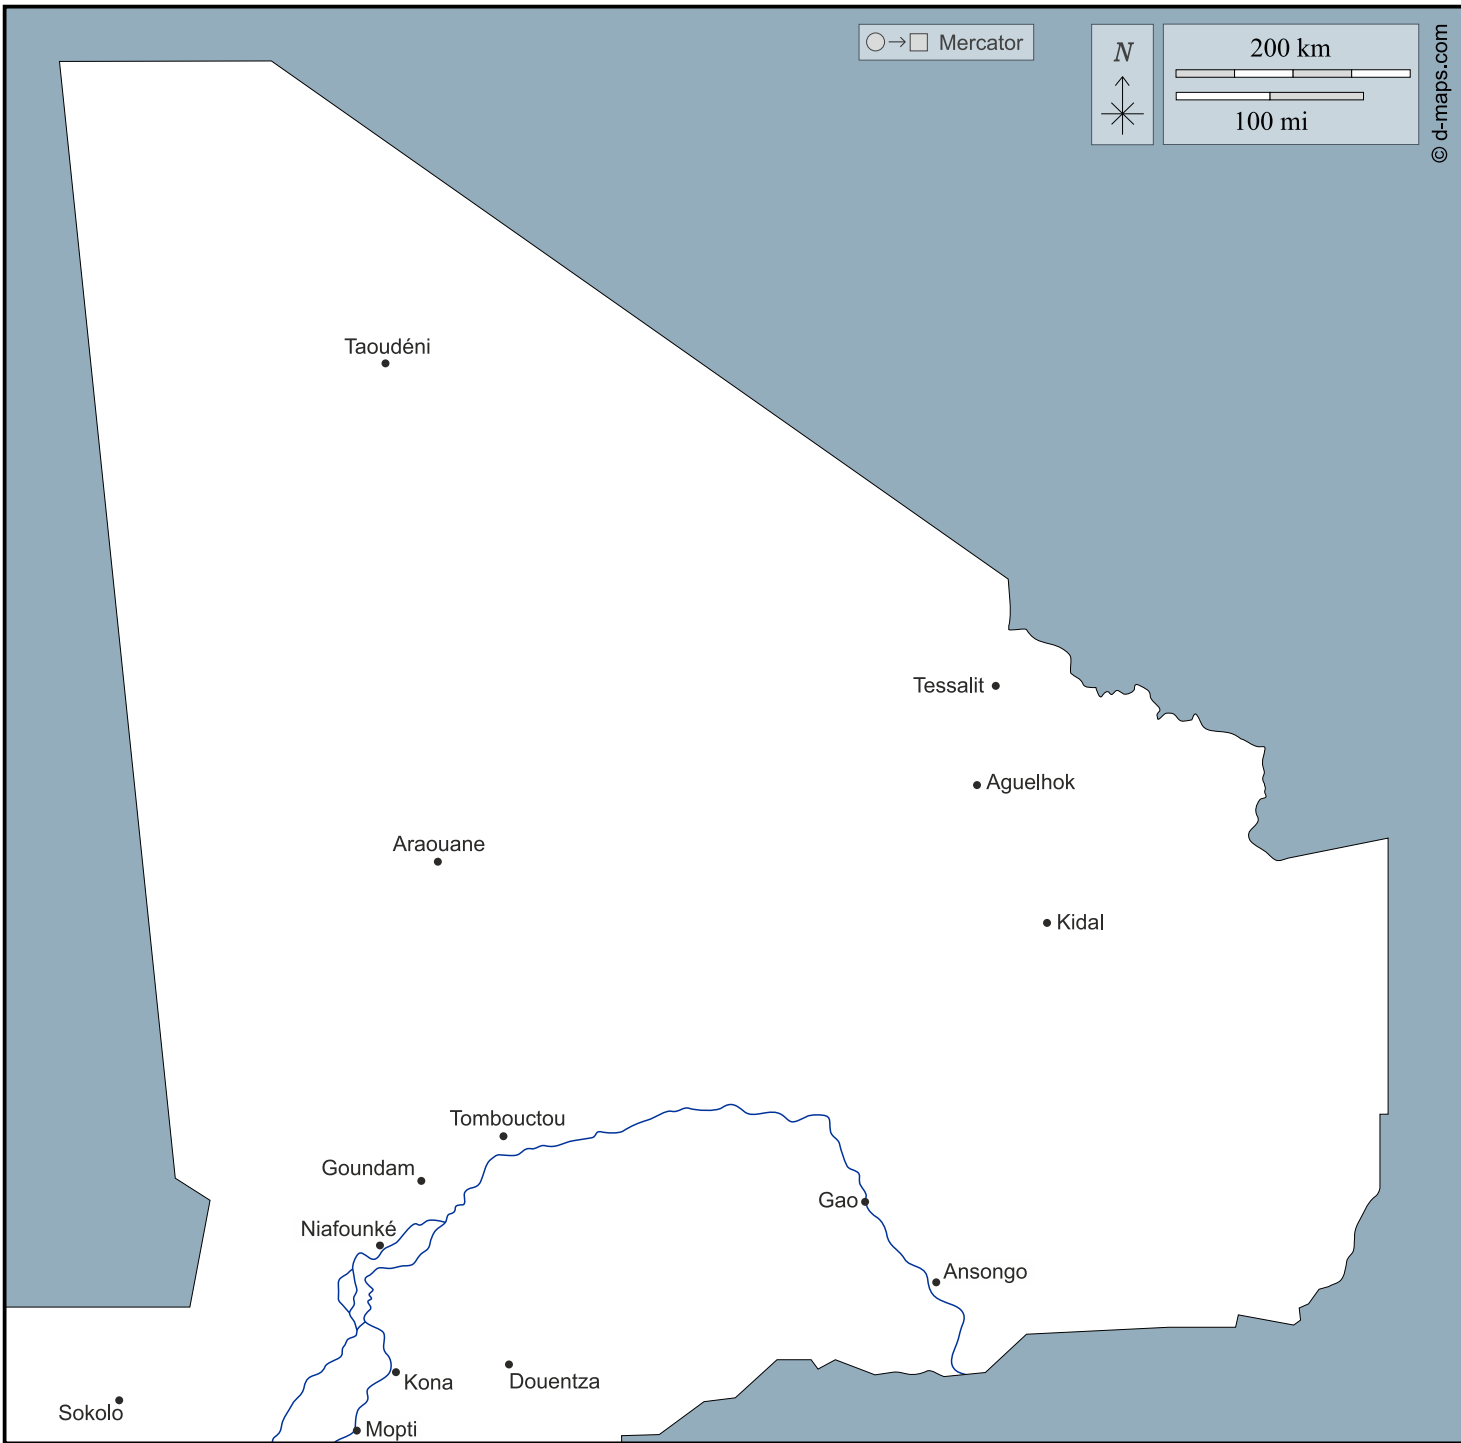 Mercator
N
200 km
100 mi
© d-maps.com
Taoudéni
Tessalit
Aguelhok
Araouane
Kidal
Tombouctou
Goundam
Gao
Niafounké
Ansongo
Kona
Douentza
Sokolo
Mopti